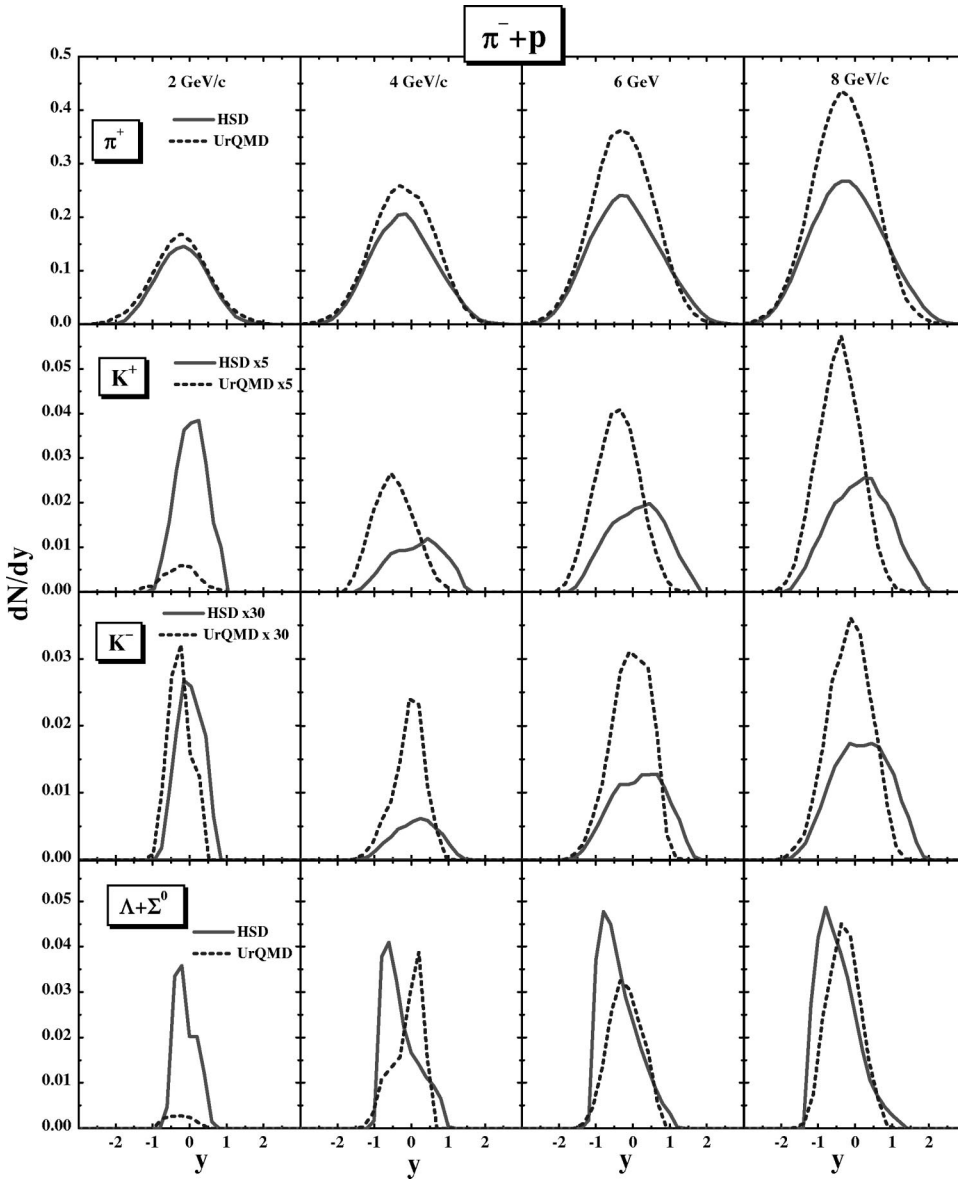 π⁻+p
0.5
2 GeV/c
4 GeV/c
6 GeV
8 GeV/c
0.4
π⁺
HSD
UrQMD
0.3
0.2
0.1
0.0
K⁺
HSD x5
UrQMD x5
0.05
0.04
0.03
0.02
0.01
0.00
dN/dy
K⁻
HSD x30
UrQMD x 30
0.03
0.02
0.01
0.00
Λ+Σ⁰
HSD
UrQMD
0.05
0.04
0.03
0.02
0.01
0.00
-2 -1 0 1 2
-2 -1 0 1 2
-2 -1 0 1 2
-2 -1 0 1 2
y
y
y
y